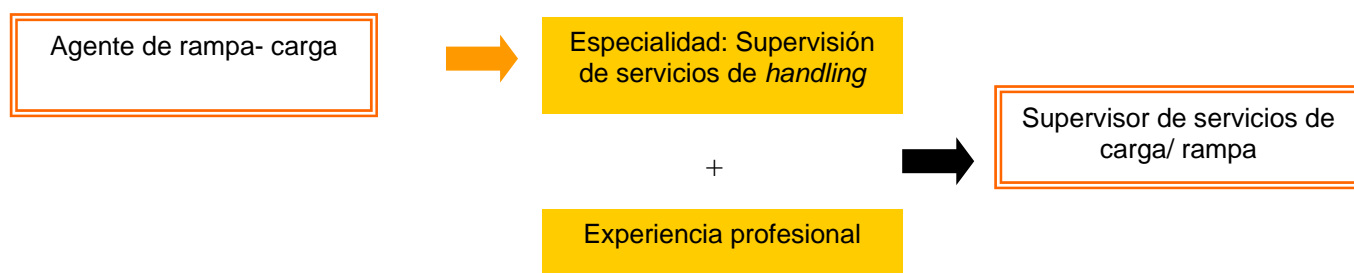 Agente de rampa- carga
Especialidad: Supervisión
de servicios de handling
+
Experiencia profesional
Supervisor de servicios de
carga/ rampa